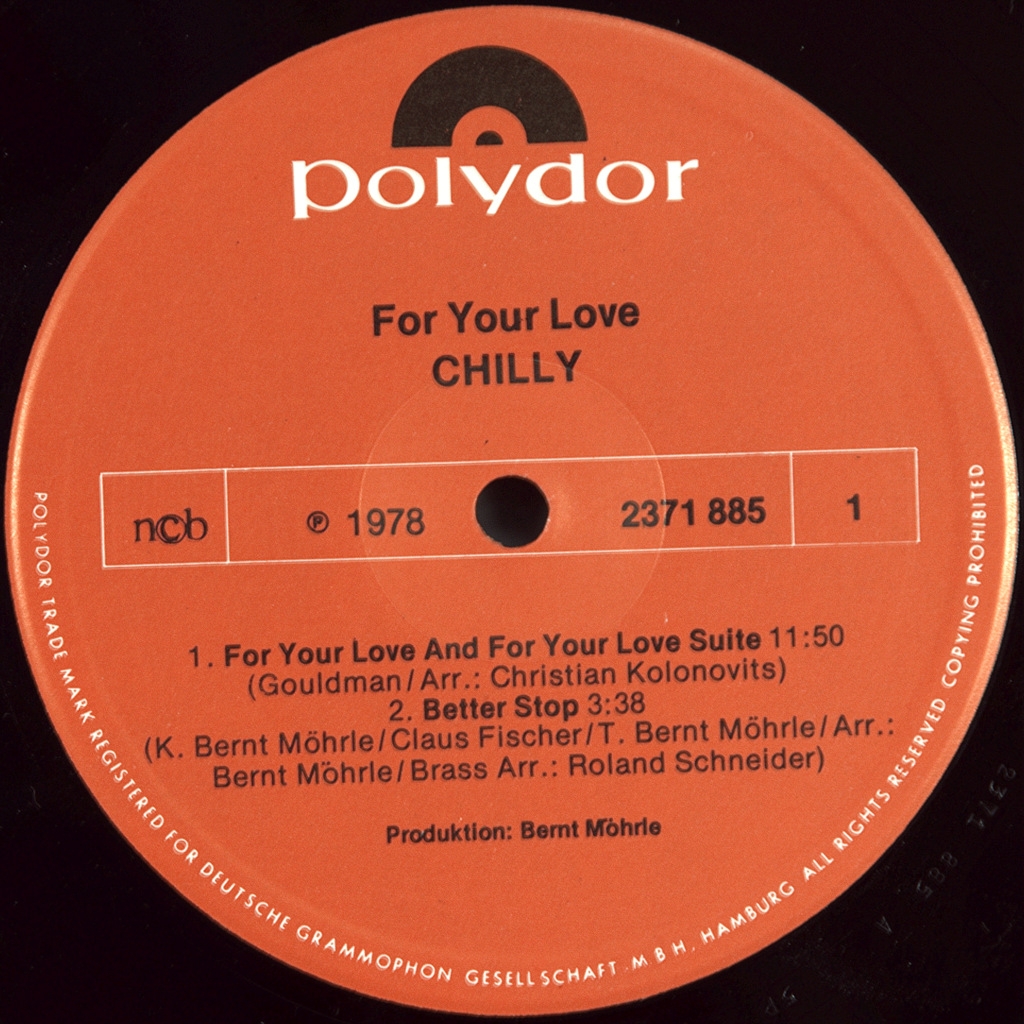 polydor
For Your Love
CHILLY
ncb ℗ 1978 2371 885 1
1. For Your Love And For Your Love Suite 11:50
(Gouldman/Arr.: Christian Kolonovits)
2. Better Stop 3:38
(K. Bernt Möhrle/Claus Fischer/T. Bernt Möhrle/Arr.:
Bernt Möhrle/Brass Arr.: Roland Schneider)
Produktion: Bernt Möhrle
POLYDOR TRADE MARK REGISTERED FOR DEUTSCHE GRAMMOPHON GESELLSCHAFT M B H, HAMBURG ALL RIGHTS RESERVED COPYING PROHIBITED
2371 885 A